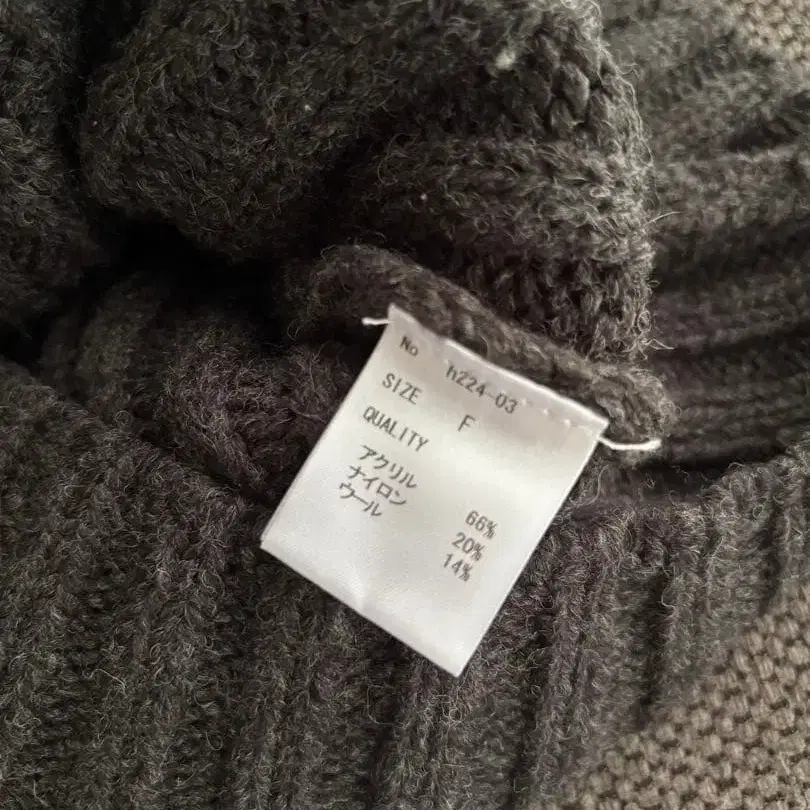 No h224-03
SIZE F
QUALITY
アクリル 66%
ナイロン 20%
ウール 14%